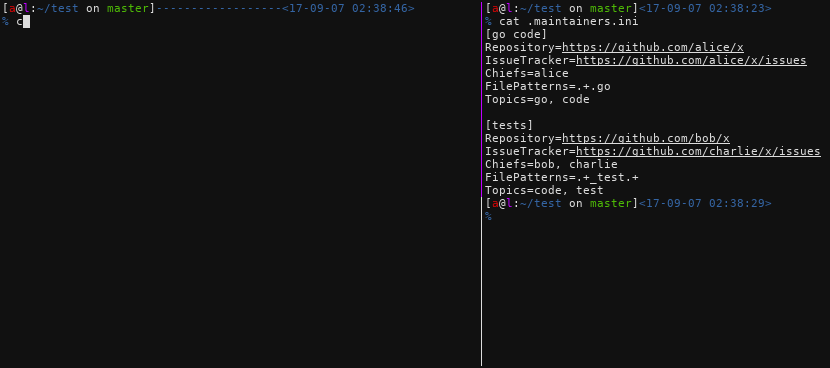 [a@l:~/test on master]------------------<17-09-07 02:38:46>
% c
[a@l:~/test on master]<17-09-07 02:38:23>
% cat .maintainers.ini
[go code]
Repository=https://github.com/alice/x
IssueTracker=https://github.com/alice/x/issues
Chiefs=alice
FilePatterns=.+.go
Topics=go, code

[tests]
Repository=https://github.com/bob/x
IssueTracker=https://github.com/charlie/x/issues
Chiefs=bob, charlie
FilePatterns=.+_test.+
Topics=code, test
[a@l:~/test on master]<17-09-07 02:38:29>
%